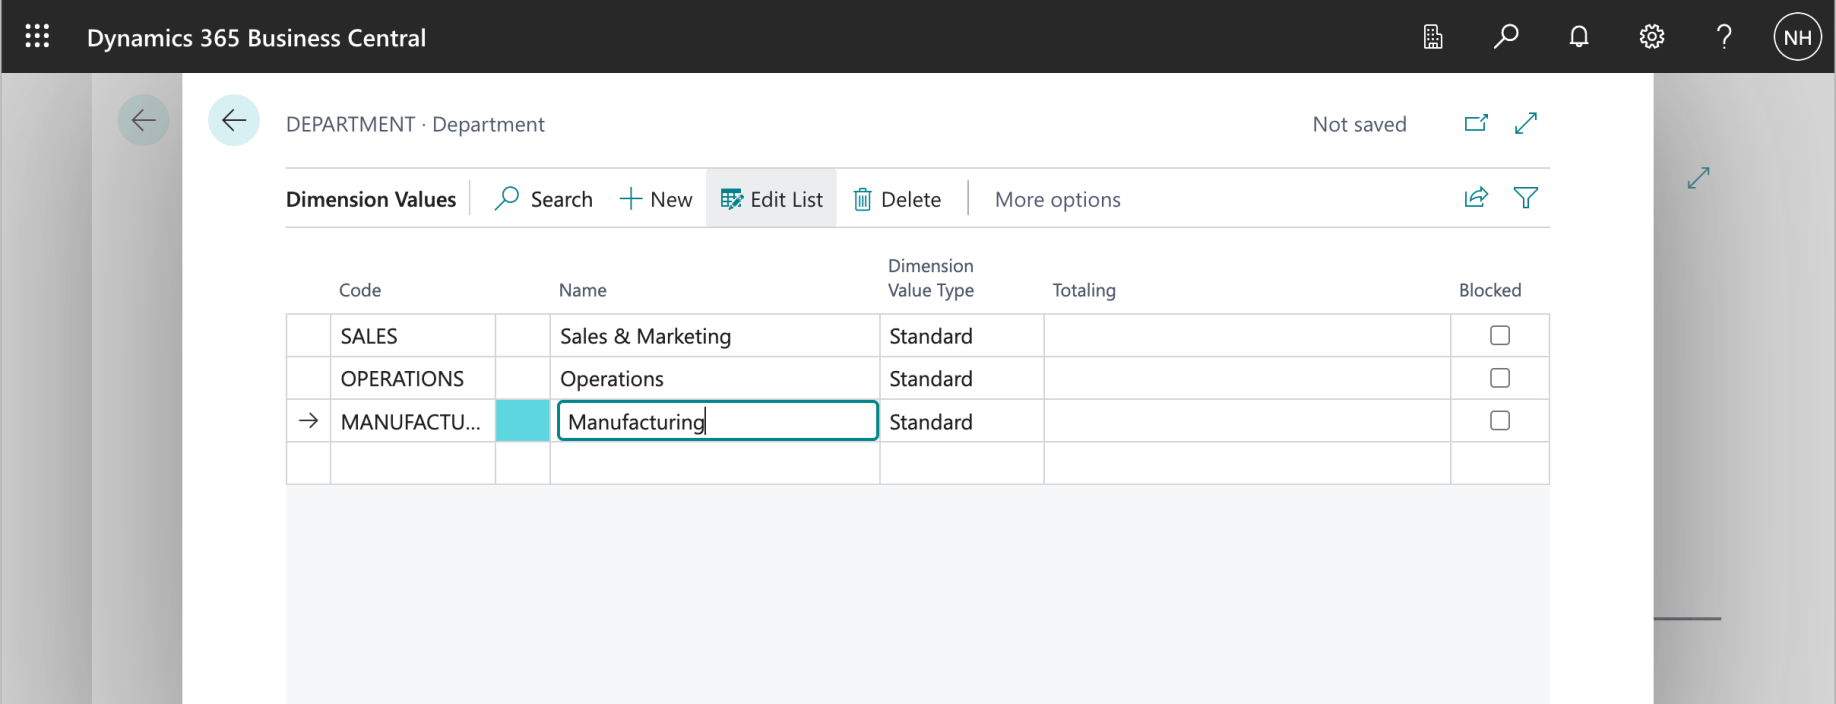 Dynamics 365 Business Central
NH
DEPARTMENT · Department
Not saved
Dimension Values
Search
New
Edit List
Delete
More options
Code
Name
Dimension
Value Type
Totaling
Blocked
SALES
Sales & Marketing
Standard
OPERATIONS
Operations
Standard
MANUFACTU...
Manufacturing
Standard